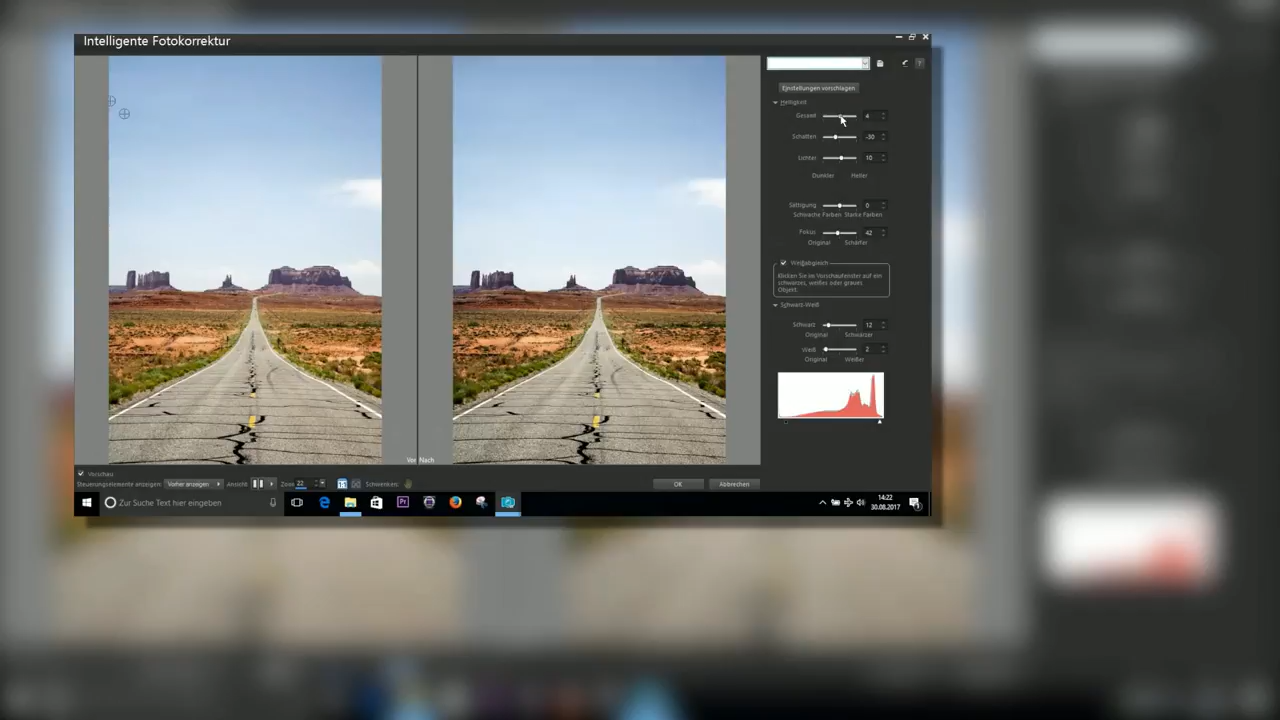 Intelligente Fotokorrektur
Einstellungen vorschlagen
Helligkeit
Gesamt 4
Schatten -30
Lichter 10
Dunkler Heller
Sättigung 0
Schwache Farben Starke Farben
Fokus 42
Original Schärfer
Weißabgleich
Klicken Sie im Vorschaufenster auf ein
schwarzes, weißes oder graues
Objekt.
Schwarz-Weiß
Schwarz 12
Original Schwärzer
Weiß 2
Original Weißer
Vor Nach
Vorschau
Steuerungselemente anzeigen: Vorher anzeigen Ansicht Zoom 22 Schwenken:
OK Abbrechen
Zur Suche Text hier eingeben
Pr
14:22
30.08.2017